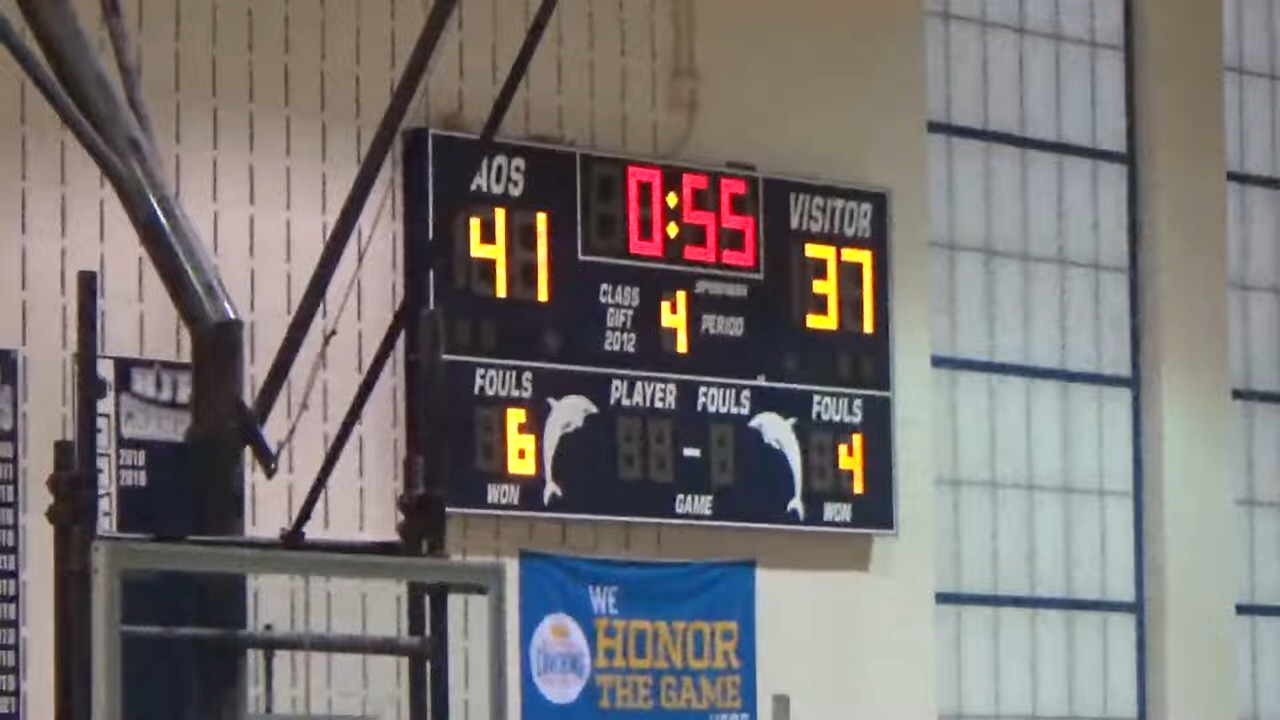 AOS
0:55
VISITOR
41
37
CLASS
GIFT
2012
4
PERIOD
FOULS
PLAYER
FOULS
FOULS
6
-
4
WON
GAME
WON
2018
2019
WE
HONOR
THE GAME
HERE